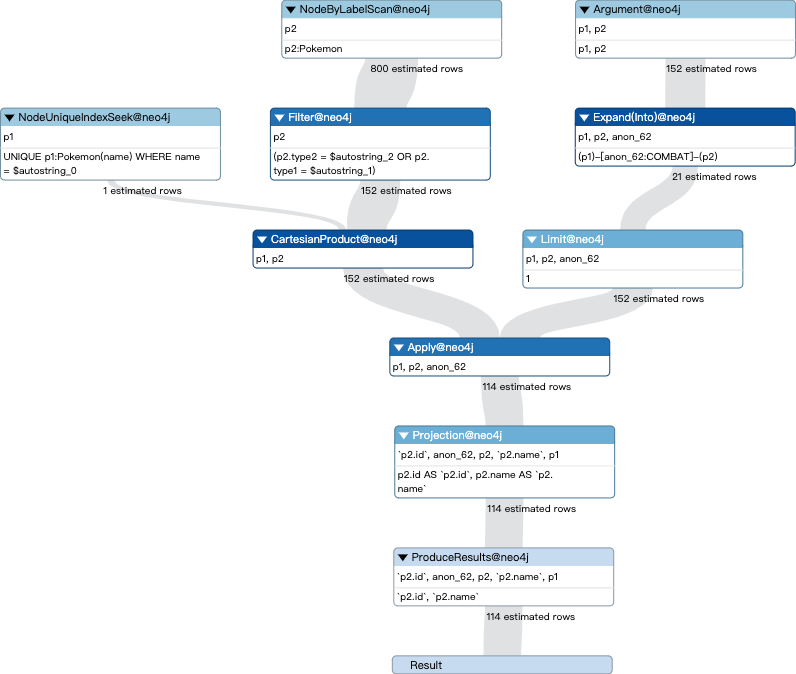 ▼ NodeByLabelScan@neo4j
p2
p2:Pokemon
800 estimated rows
▼ Argument@neo4j
p1, p2
p1, p2
152 estimated rows
▼ NodeUniqueIndexSeek@neo4j
p1
UNIQUE p1:Pokemon(name) WHERE name
= $autostring_0
1 estimated rows
▼ Filter@neo4j
p2
(p2.type2 = $autostring_2 OR p2.
type1 = $autostring_1)
152 estimated rows
▼ Expand(Into)@neo4j
p1, p2, anon_62
(p1)–[anon_62:COMBAT]–(p2)
21 estimated rows
▼ CartesianProduct@neo4j
p1, p2
152 estimated rows
▼ Limit@neo4j
p1, p2, anon_62
1
152 estimated rows
▼ Apply@neo4j
p1, p2, anon_62
114 estimated rows
▼ Projection@neo4j
`p2.id`, anon_62, p2, `p2.name`, p1
p2.id AS `p2.id`, p2.name AS `p2.
name`
114 estimated rows
▼ ProduceResults@neo4j
`p2.id`, anon_62, p2, `p2.name`, p1
`p2.id`, `p2.name`
114 estimated rows
Result